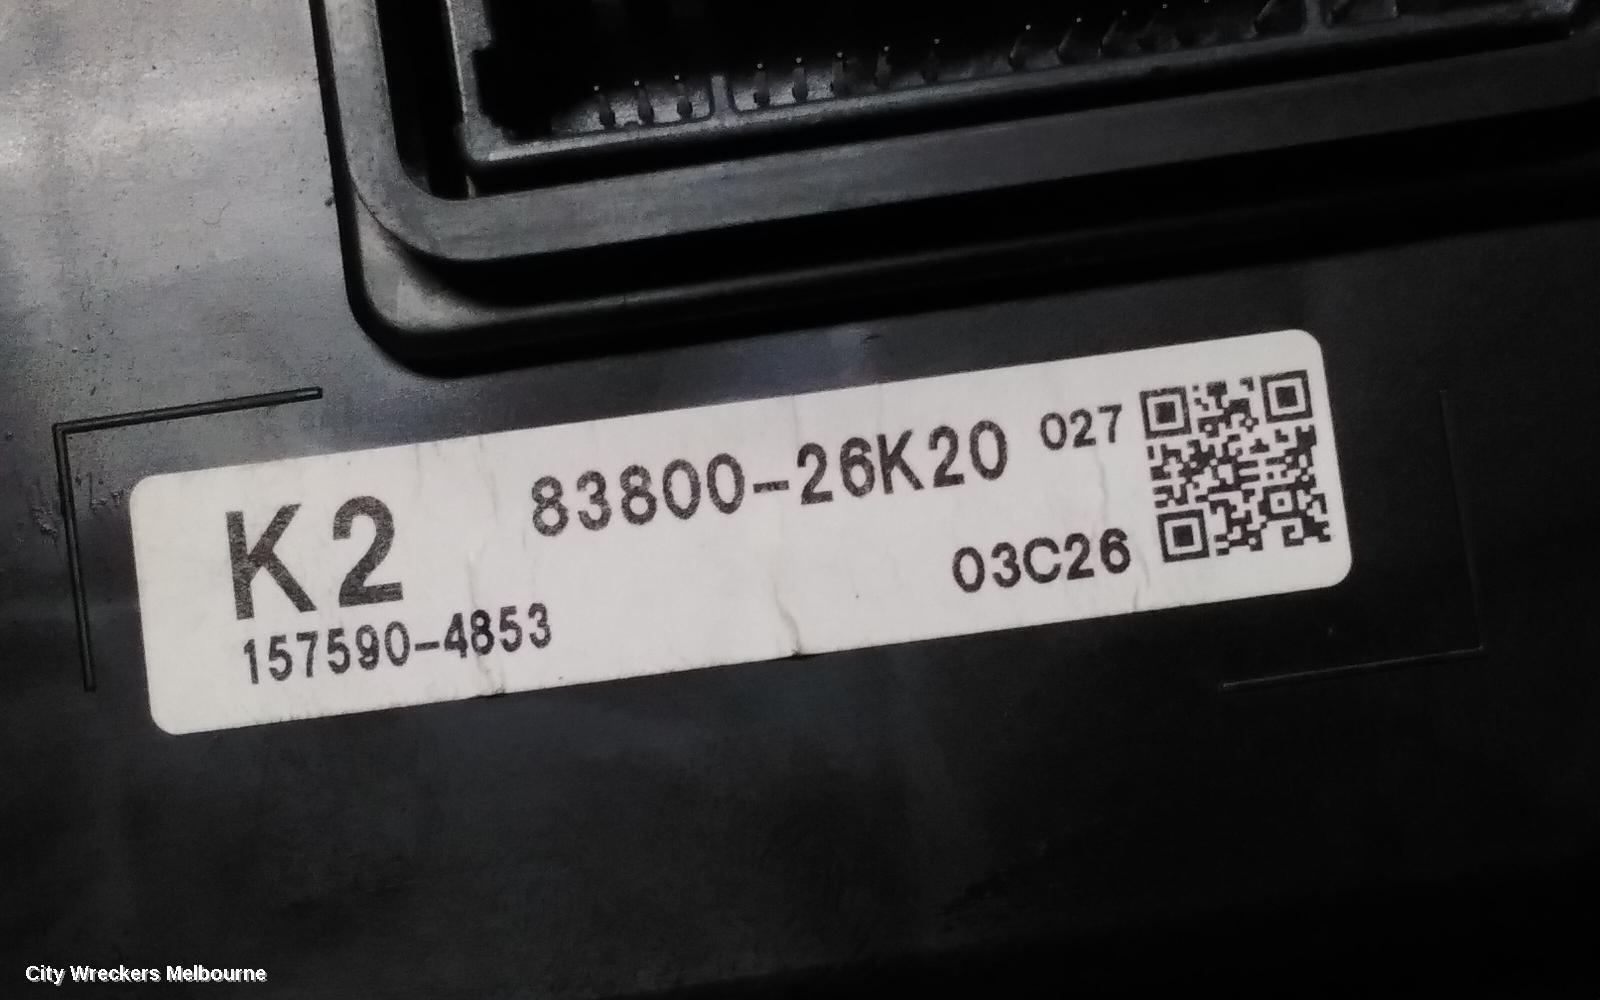 K2 83800-26K20 027
157590-4853 03C26
City Wreckers Melbourne